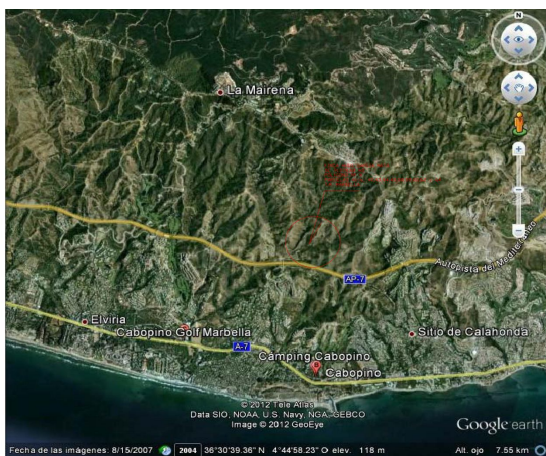 N
La Mairena
Autopista del Mediterráneo
AP-7
Elviria
Cabopino Golf Marbella
Sitio de Calahonda
A-7
Camping Cabopino
Cabopino
© 2012 Tele Atlas
Data SIO, NOAA, U.S. Navy, NGA, GEBCO
Image © 2012 GeoEye
Google earth
Fecha de las imágenes: 8/15/2007 2004 36°30'39.36" N 4°44'58.23" O elev. 118 m Alt. ojo 7.55 km